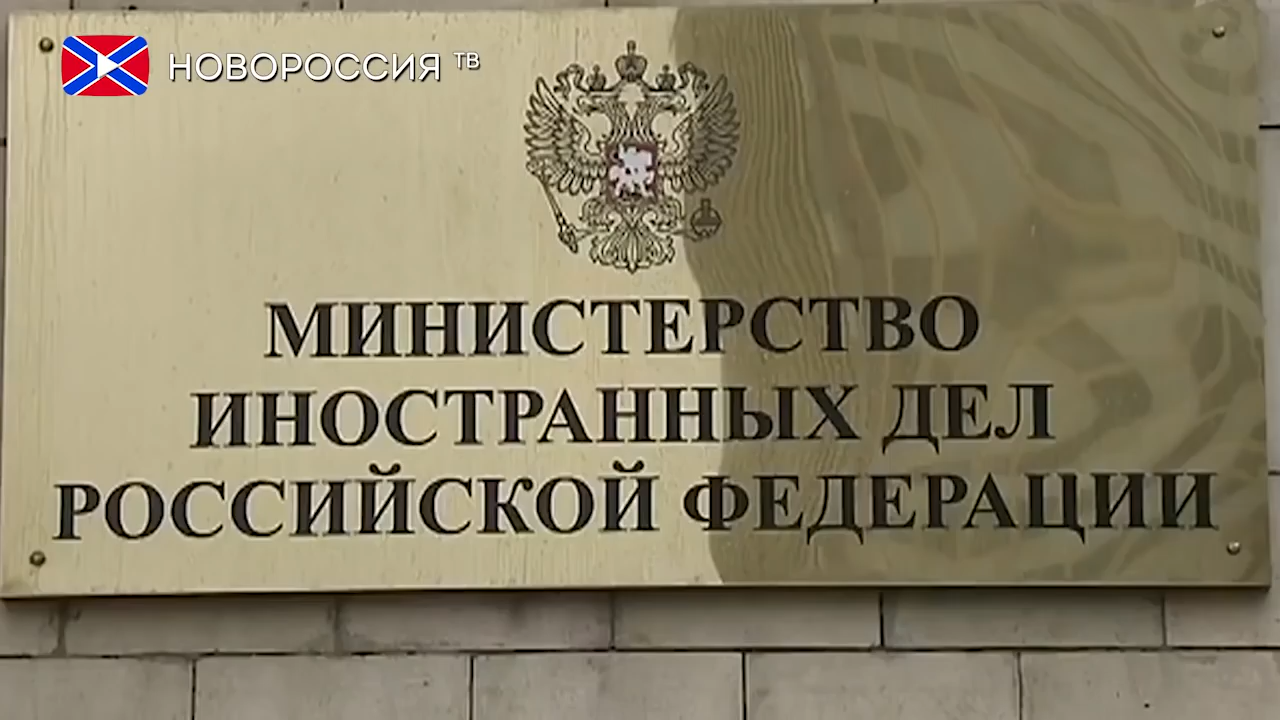 НОВОРОССИЯ ТВ
МИНИСТЕРСТВО
ИНОСТРАННЫХ ДЕЛ
РОССИЙСКОЙ ФЕДЕРАЦИИ